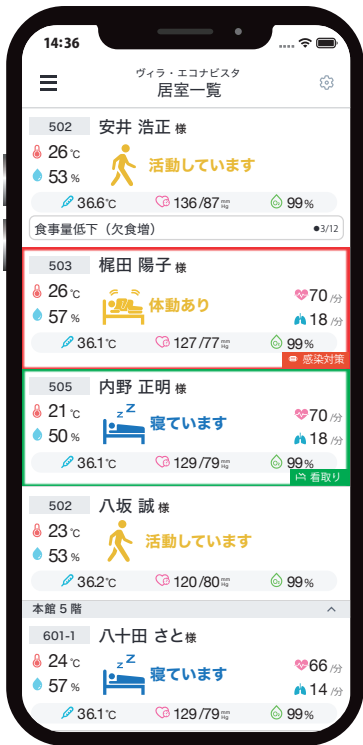 14:36
ヴィラ・エコナビスタ
居室一覧
502 安井 浩正 様
26℃
活動しています
53%
36.6℃ 136/87mmHg 99%
食事量低下（欠食増） ●3/12
503 梶田 陽子 様
26℃
体動あり
70/分
57%
18/分
36.1℃ 127/77mmHg 99%
感染対策
505 内野 正明 様
21℃
zZ
寝ています
70/分
50%
18/分
36.1℃ 129/79mmHg 99%
看取り
502 八坂 誠 様
23℃
活動しています
53%
36.2℃ 120/80mmHg 99%
本館５階
601-1 八十田 さと様
24℃
zZ
寝ています
66/分
57%
14/分
36.1℃ 129/79mmHg 99%